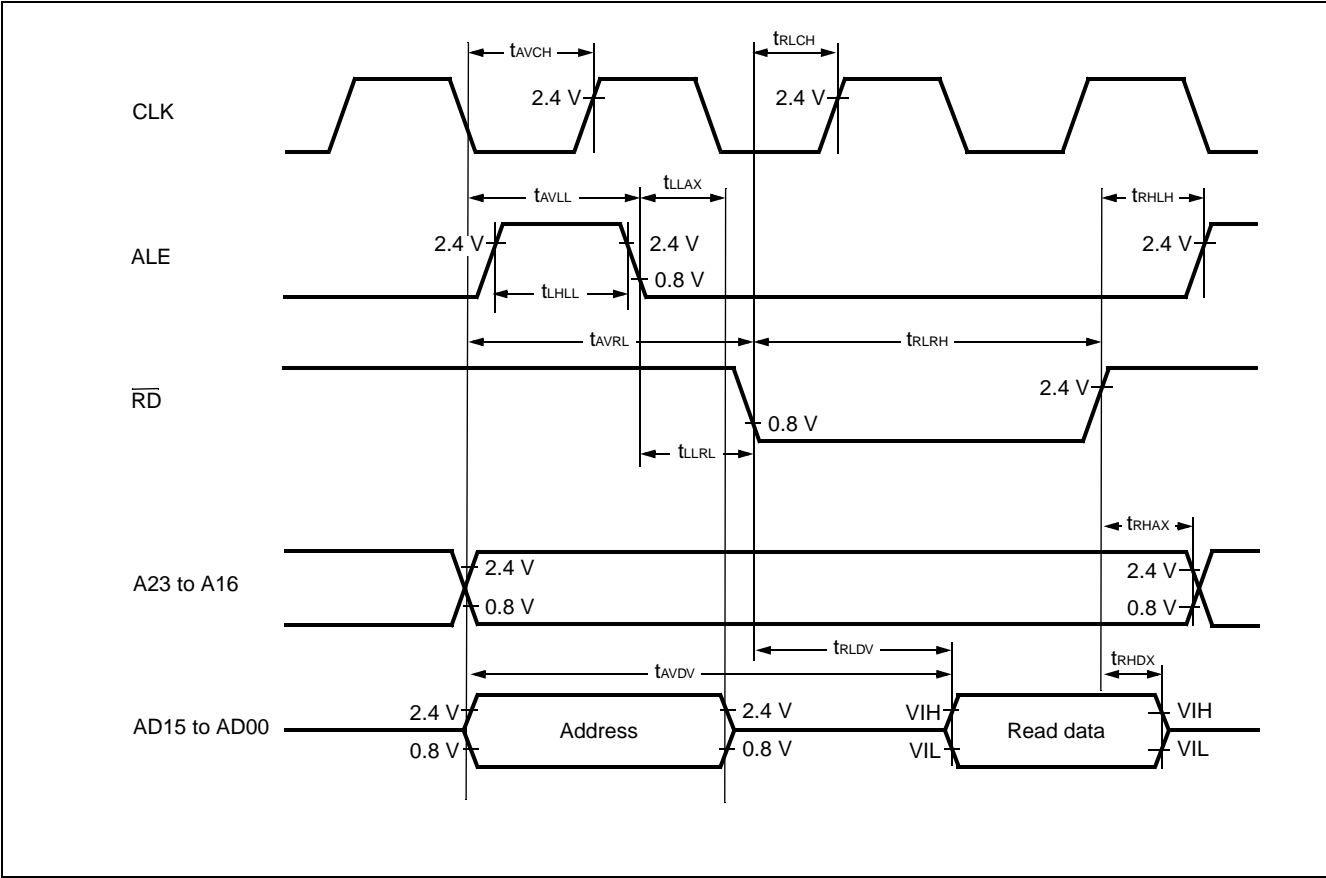 tAVCH
tRLCH
CLK
2.4 V
2.4 V
tAVLL
tLLAX
tRHLH
ALE
2.4 V
2.4 V
2.4 V
0.8 V
tLHLL
tAVRL
tRLRH
RD
2.4 V
0.8 V
tLLRL
tRHAX
A23 to A16
2.4 V
2.4 V
0.8 V
0.8 V
tRLDV
tAVDV
tRHDX
AD15 to AD00
2.4 V
Address
2.4 V
VIH
Read data
VIH
0.8 V
0.8 V
VIL
VIL